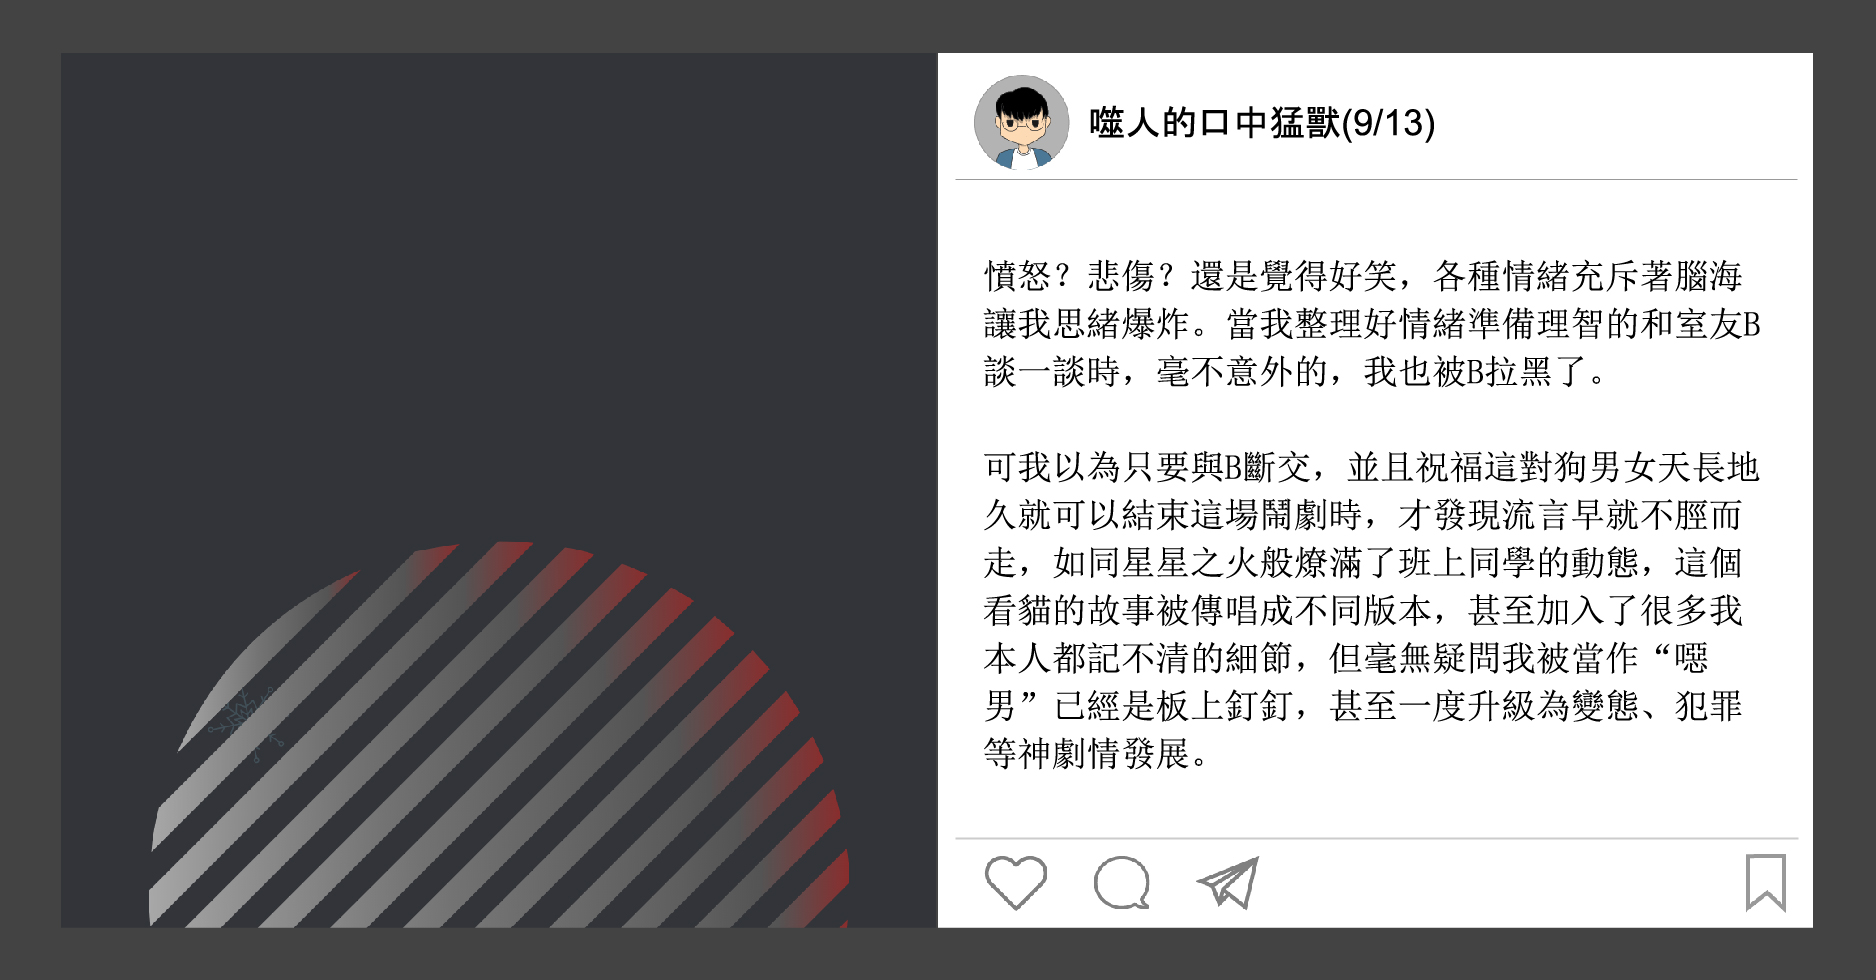 噬人的口中猛獸(9/13)
憤怒？悲傷？還是覺得好笑，各種情緒充斥著腦海
讓我思緒爆炸。當我整理好情緒準備理智的和室友B
談一談時，毫不意外的，我也被B拉黑了。
可我以為只要與B斷交，並且祝福這對狗男女天長地
久就可以結束這場鬧劇時，才發現流言早就不脛而
走，如同星星之火般燎滿了班上同學的動態，這個
看貓的故事被傳唱成不同版本，甚至加入了很多我
本人都記不清的細節，但毫無疑問我被當作“噁
男”已經是板上釘釘，甚至一度升級為變態、犯罪
等神劇情發展。